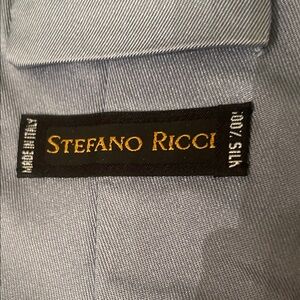 MADE IN ITALY
STEFANO RICCI
100% SILK